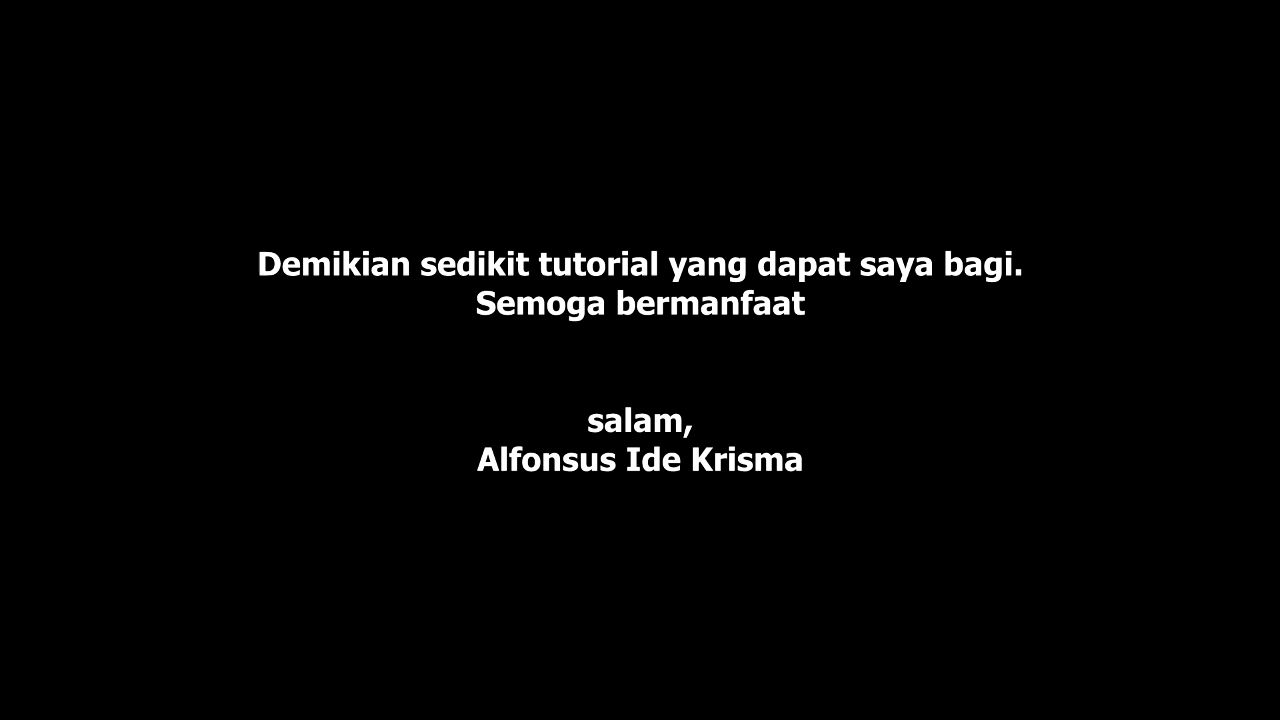 Demikian sedikit tutorial yang dapat saya bagi.
Semoga bermanfaat
salam,
Alfonsus Ide Krisma